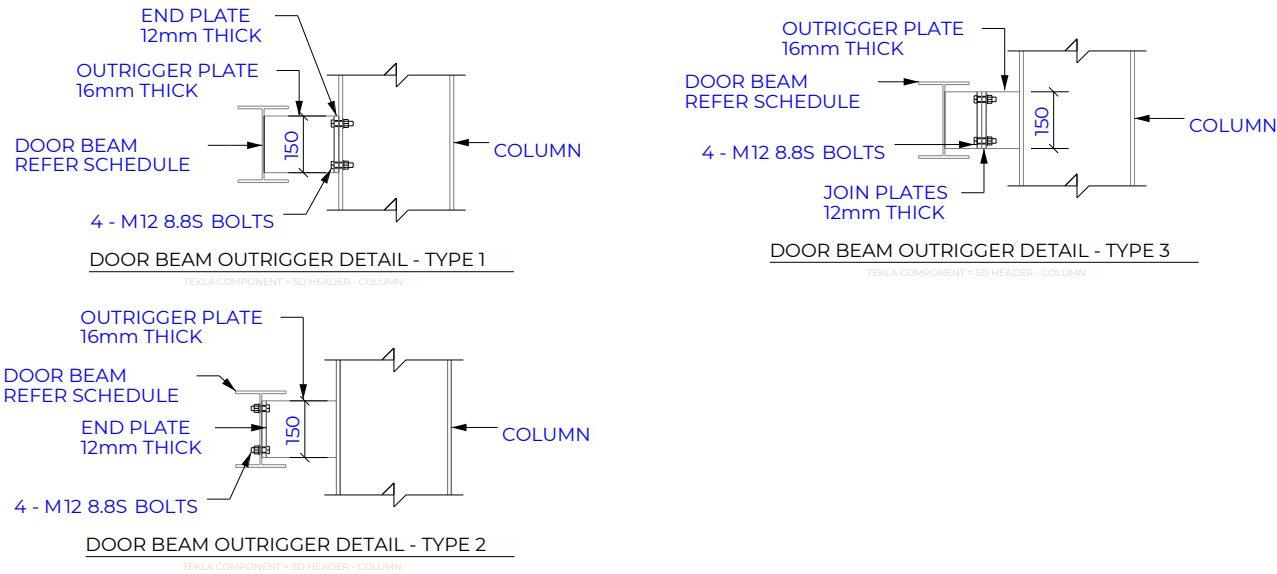 END PLATE
12mm THICK
OUTRIGGER PLATE
16mm THICK
DOOR BEAM
REFER SCHEDULE
150
COLUMN
4 - M12 8.8S BOLTS
DOOR BEAM OUTRIGGER DETAIL - TYPE 1
TEKLA COMPONENT = SD HEADER - COLUMN
OUTRIGGER PLATE
16mm THICK
DOOR BEAM
REFER SCHEDULE
150
COLUMN
4 - M12 8.8S BOLTS
JOIN PLATES
12mm THICK
DOOR BEAM OUTRIGGER DETAIL - TYPE 3
TEKLA COMPONENT = SD HEADER - COLUMN
OUTRIGGER PLATE
16mm THICK
DOOR BEAM
REFER SCHEDULE
END PLATE
12mm THICK
150
COLUMN
4 - M12 8.8S BOLTS
DOOR BEAM OUTRIGGER DETAIL - TYPE 2
TEKLA COMPONENT = SD HEADER - COLUMN